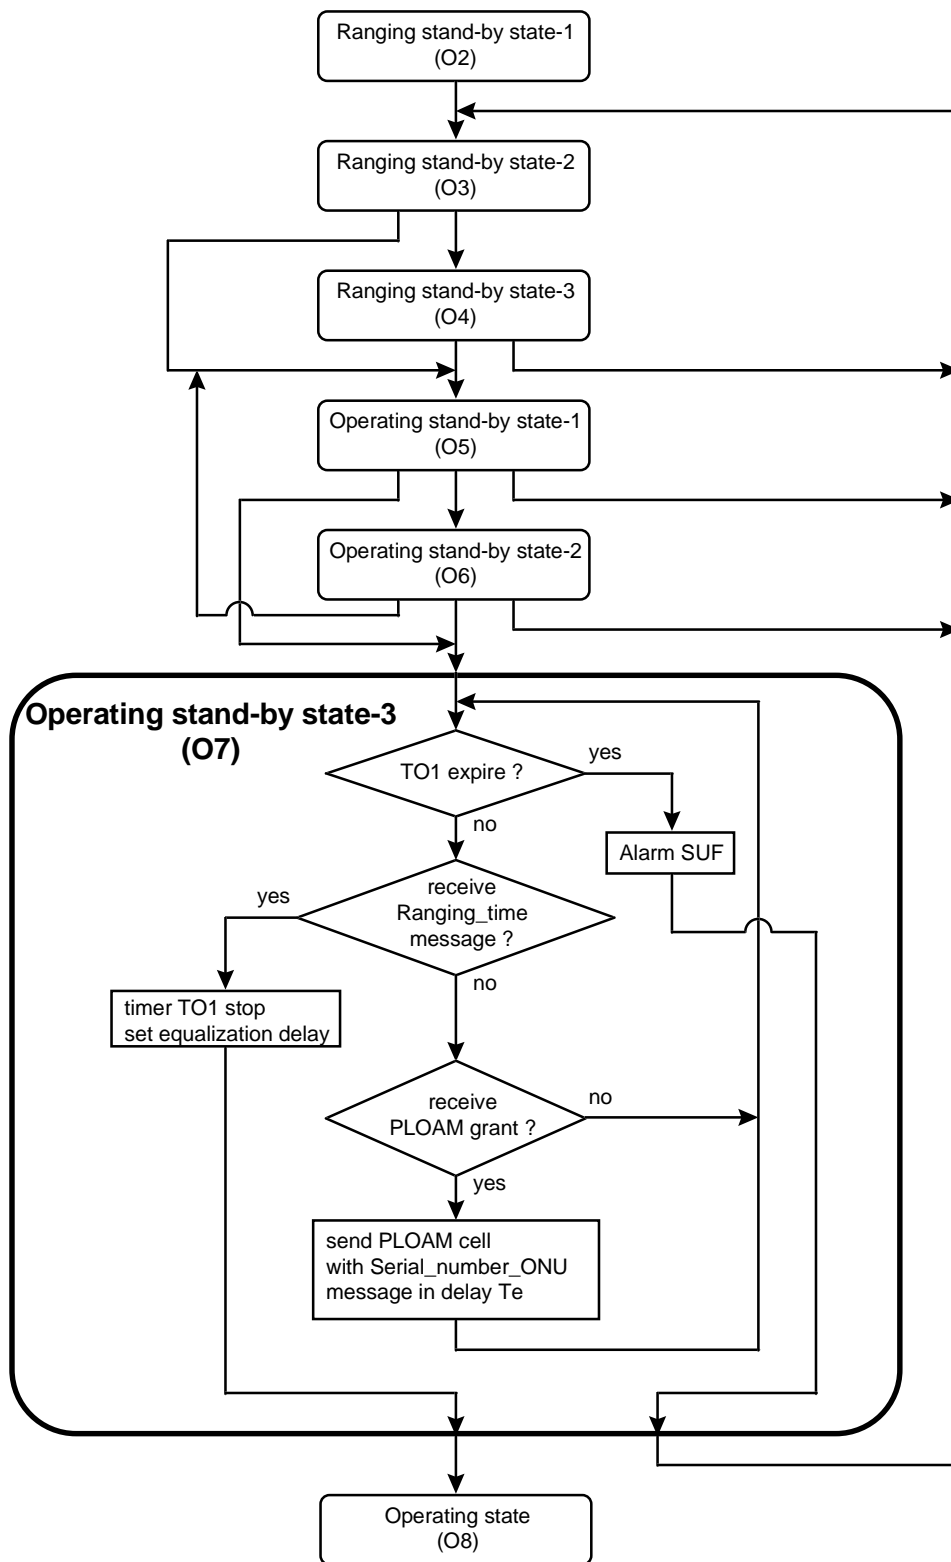 Ranging stand-by state-1
(O2)
Ranging stand-by state-2
(O3)
Ranging stand-by state-3
(O4)
Operating stand-by state-1
(O5)
Operating stand-by state-2
(O6)
Operating stand-by state-3
(O7)
TO1 expire ?
yes
no
Alarm SUF
receive
Ranging_time
message ?
yes
no
timer TO1 stop
set equalization delay
receive
PLOAM grant ?
no
yes
send PLOAM cell
with Serial_number_ONU
message in delay Te
Operating state
(O8)